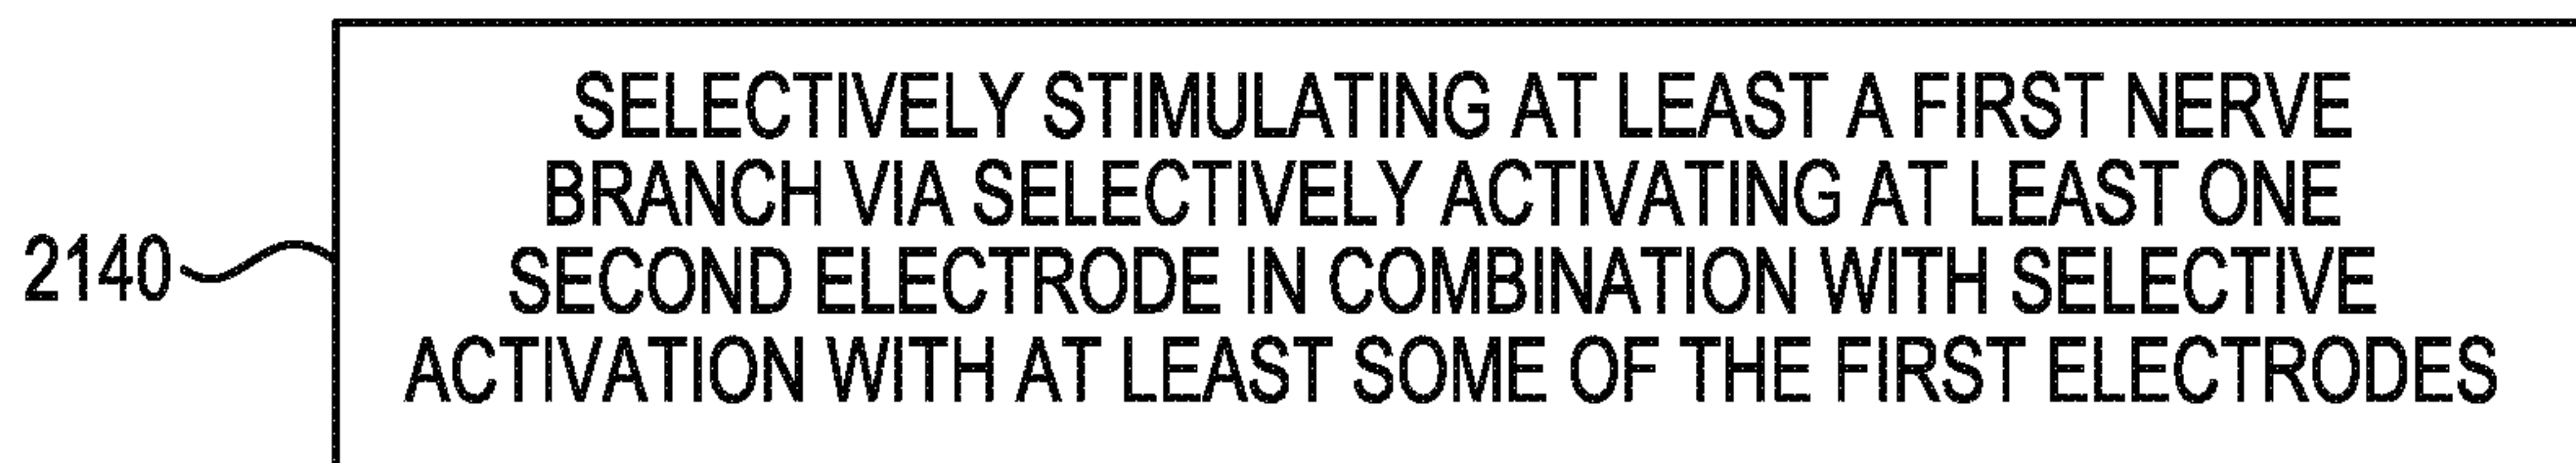 SELECTIVELY STIMULATING AT LEAST A FIRST NERVE
BRANCH VIA SELECTIVELY ACTIVATING AT LEAST ONE
2140 SECOND ELECTRODE IN COMBINATION WITH SELECTIVE
ACTIVATION WITH AT LEAST SOME OF THE FIRST ELECTRODES